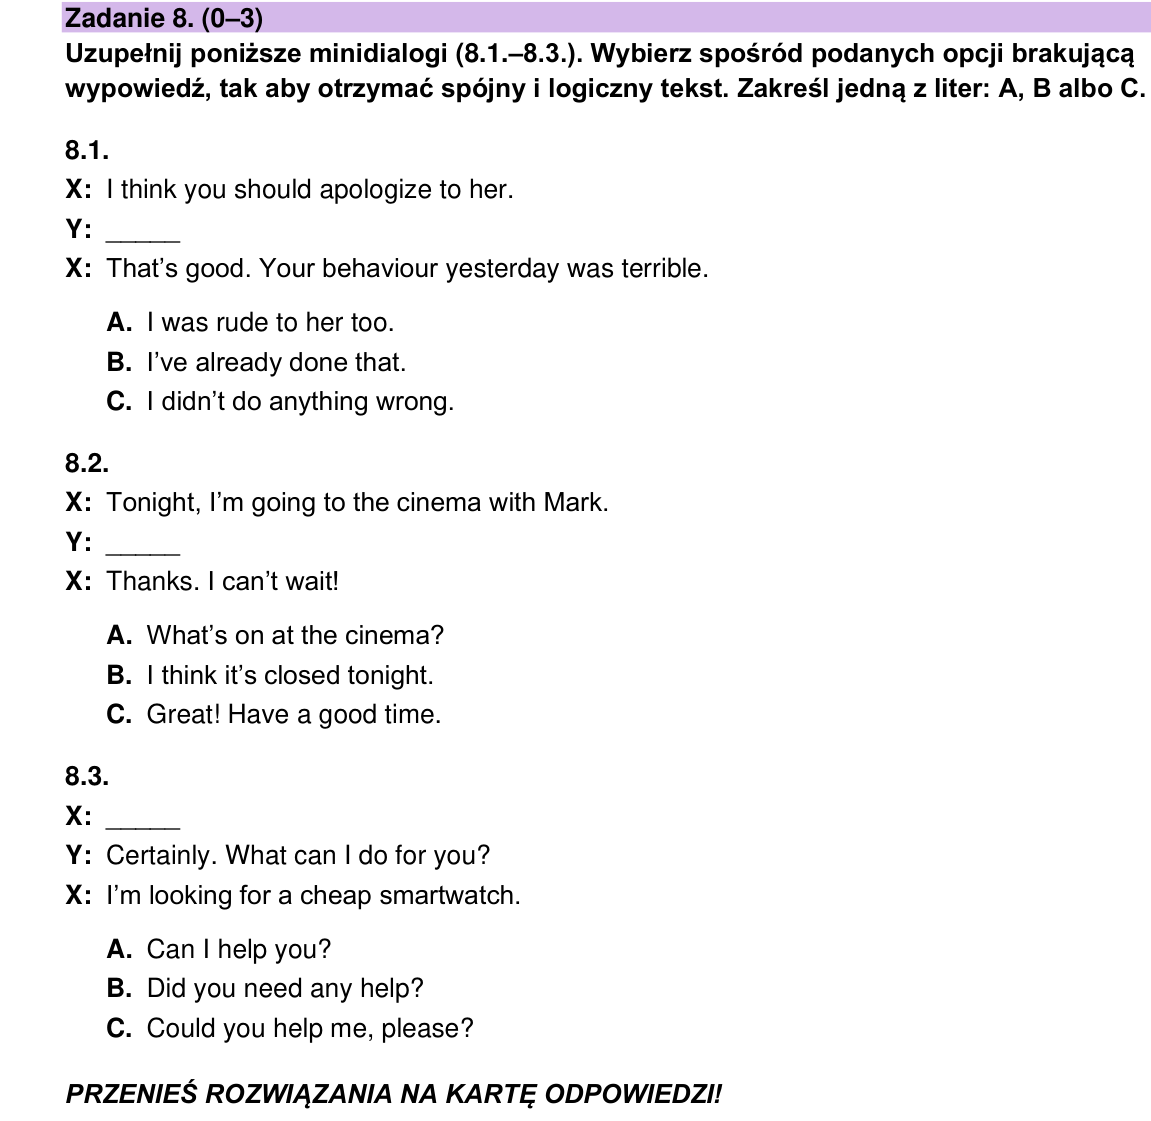 Zadanie 8. (0–3)
Uzupełnij poniższe minidialogi (8.1.–8.3.). Wybierz spośród podanych opcji brakującą
wypowiedź, tak aby otrzymać spójny i logiczny tekst. Zakreśl jedną z liter: A, B albo C.
8.1.
X: I think you should apologize to her.
Y: _____
X: That’s good. Your behaviour yesterday was terrible.
A. I was rude to her too.
B. I’ve already done that.
C. I didn’t do anything wrong.
8.2.
X: Tonight, I’m going to the cinema with Mark.
Y: _____
X: Thanks. I can’t wait!
A. What’s on at the cinema?
B. I think it’s closed tonight.
C. Great! Have a good time.
8.3.
X: _____
Y: Certainly. What can I do for you?
X: I’m looking for a cheap smartwatch.
A. Can I help you?
B. Did you need any help?
C. Could you help me, please?
PRZENIEŚ ROZWIĄZANIA NA KARTĘ ODPOWIEDZI!